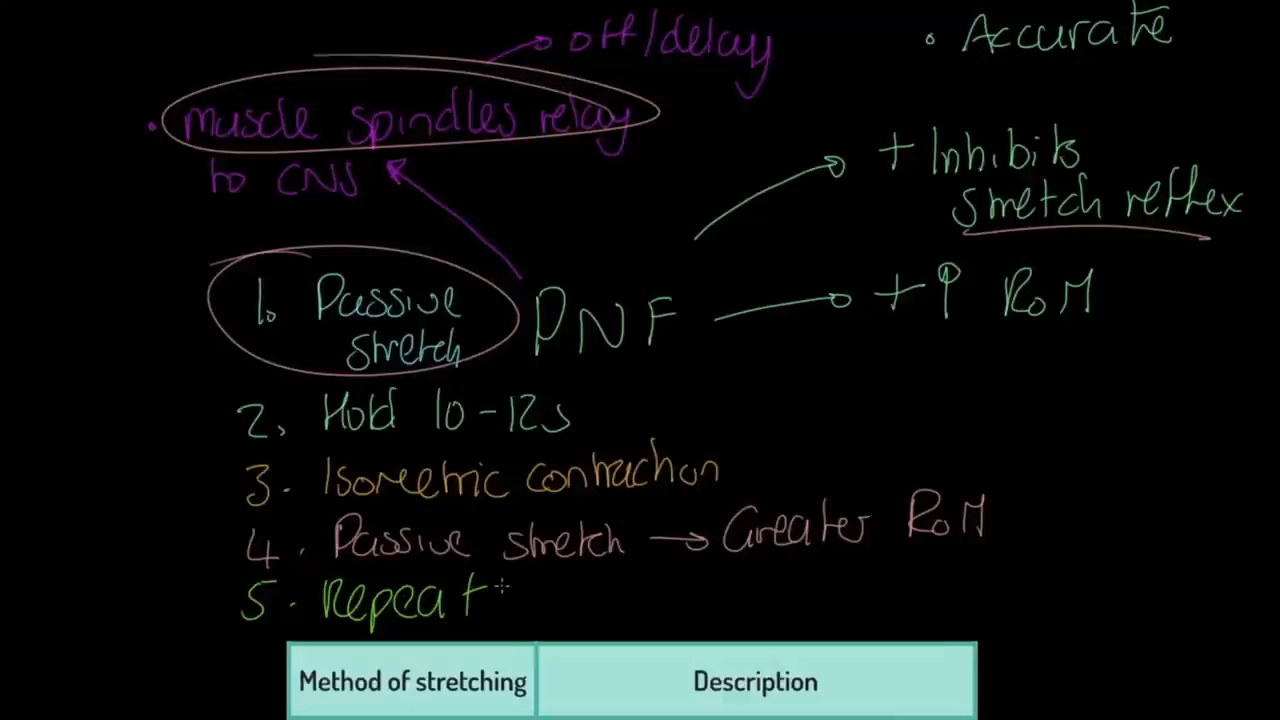 off/delay
• Accurate
• muscle spindles relay
to CNS
+ Inhibits
stretch reflex
1. Passive
stretch
PNF
+ ↑ RoM
2. Hold 10-12s
3. Isometric contraction
4. Passive stretch → Greater RoM
5. Repeat
Method of stretching
Description